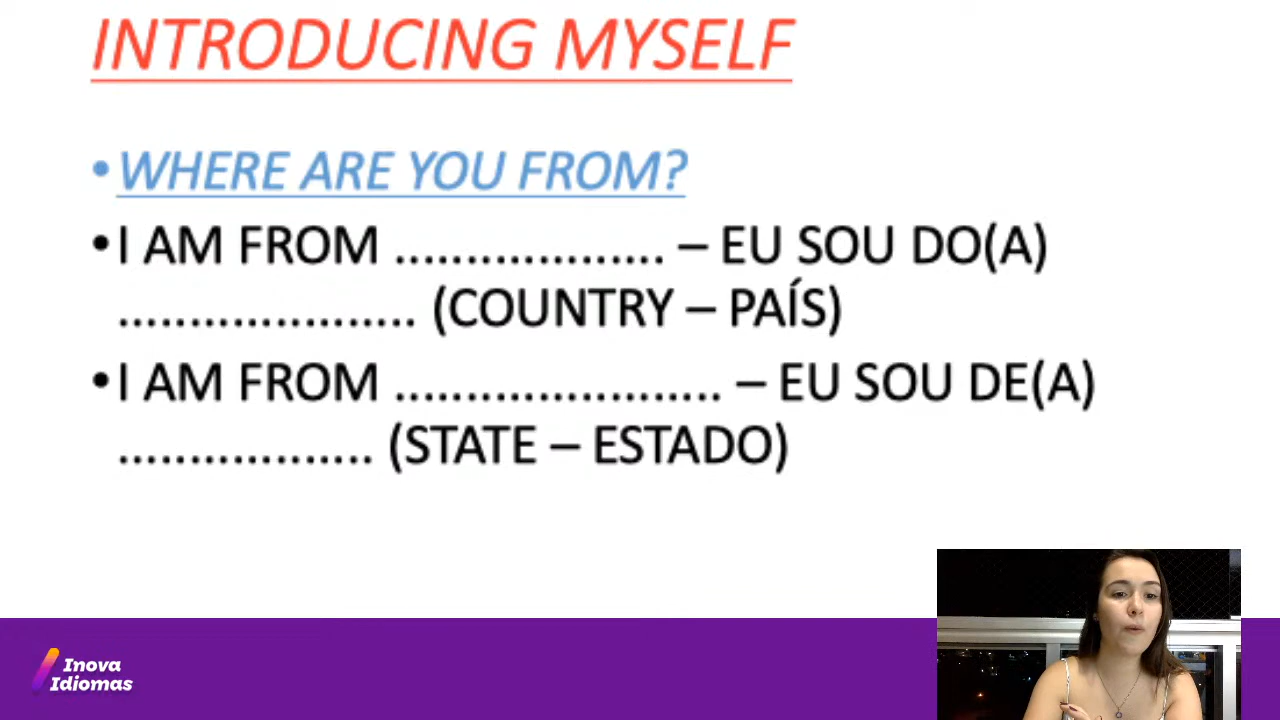 INTRODUCING MYSELF
•WHERE ARE YOU FROM?
•I AM FROM ................... – EU SOU DO(A)
..................... (COUNTRY – PAÍS)
•I AM FROM ....................... – EU SOU DE(A)
.................. (STATE – ESTADO)
Inova
Idiomas